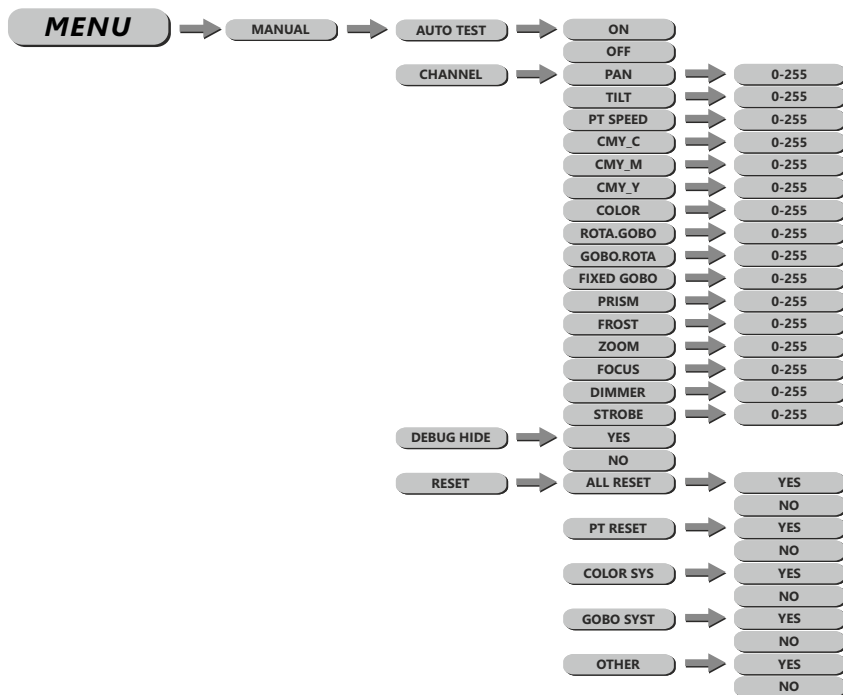 MENU MANUAL AUTO TEST ON
OFF
CHANNEL PAN 0-255
TILT 0-255
PT SPEED 0-255
CMY_C 0-255
CMY_M 0-255
CMY_Y 0-255
COLOR 0-255
ROTA.GOBO 0-255
GOBO.ROTA 0-255
FIXED GOBO 0-255
PRISM 0-255
FROST 0-255
ZOOM 0-255
FOCUS 0-255
DIMMER 0-255
STROBE 0-255
DEBUG HIDE YES
NO
RESET ALL RESET YES
NO
PT RESET YES
NO
COLOR SYS YES
NO
GOBO SYST YES
NO
OTHER YES
NO